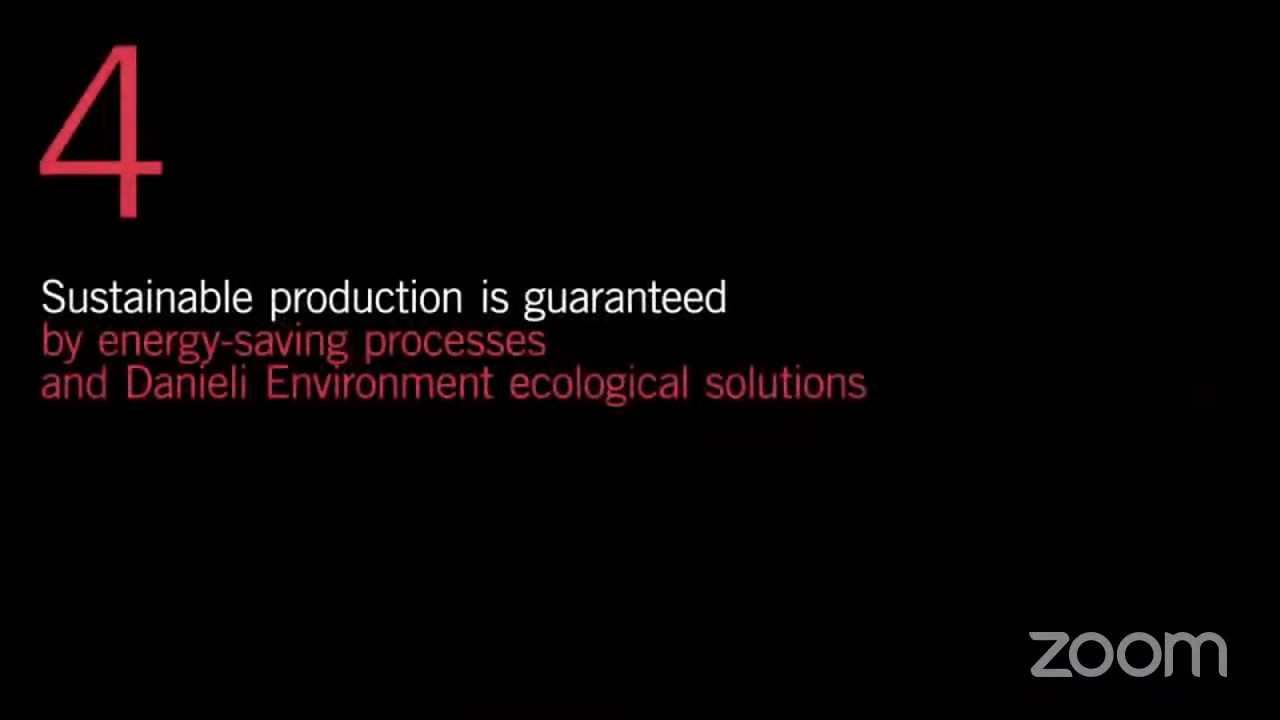 4
Sustainable production is guaranteed
by energy-saving processes
and Danieli Environment ecological solutions
zoom